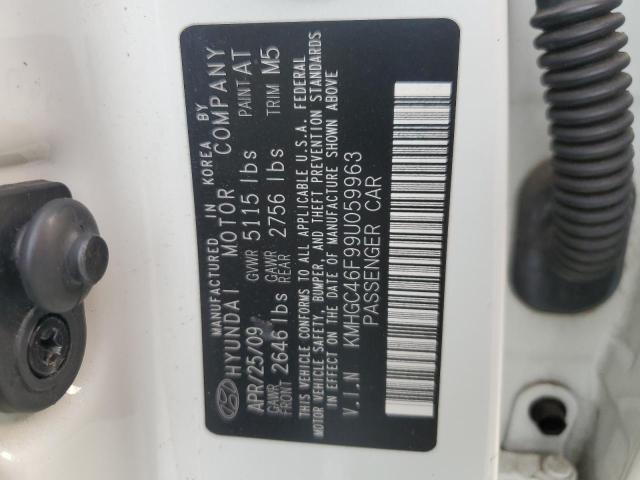 MANUFACTURED IN KOREA BY
HYUNDAI MOTOR COMPANY
APR/25/09 GVWR 5115 lbs PAINT AT
GAWR FRONT 2646 lbs GAWR REAR 2756 lbs TRIM M5
THIS VEHICLE CONFORMS TO ALL APPLICABLE U.S.A. FEDERAL
MOTOR VEHICLE SAFETY, BUMPER, AND THEFT PREVENTION STANDARDS
IN EFFECT ON THE DATE OF MANUFACTURE SHOWN ABOVE
V.I.N KMHGC46F99U059963
PASSENGER CAR